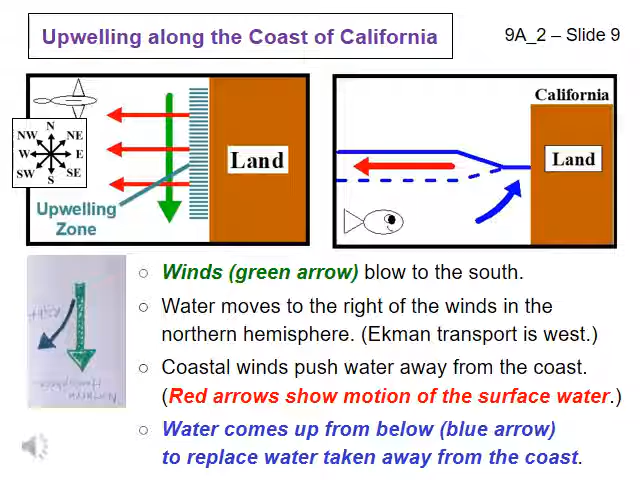 Upwelling along the Coast of California
9A_2 – Slide 9
N
NW NE
W E
SW SE
S
Land
Upwelling
Zone
California
Land
Right
Northern
Hemisphere
○ Winds (green arrow) blow to the south.
○ Water moves to the right of the winds in the
northern hemisphere. (Ekman transport is west.)
○ Coastal winds push water away from the coast.
(Red arrows show motion of the surface water.)
○ Water comes up from below (blue arrow)
to replace water taken away from the coast.